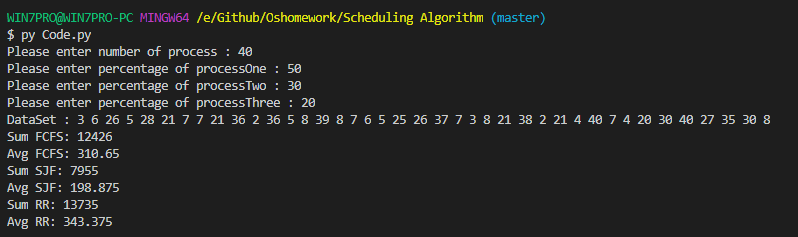 WIN7PRO@WIN7PRO-PC MINGW64 /e/Github/Oshomework/Scheduling Algorithm (master)
$ py Code.py
Please enter number of process : 40
Please enter percentage of processOne : 50
Please enter percentage of processTwo : 30
Please enter percentage of processThree : 20
DataSet : 3 6 26 5 28 21 7 7 21 36 2 36 5 8 39 8 7 6 5 25 26 37 7 3 8 21 38 2 21 4 40 7 4 20 30 40 27 35 30 8
Sum FCFS: 12426
Avg FCFS: 310.65
Sum SJF: 7955
Avg SJF: 198.875
Sum RR: 13735
Avg RR: 343.375